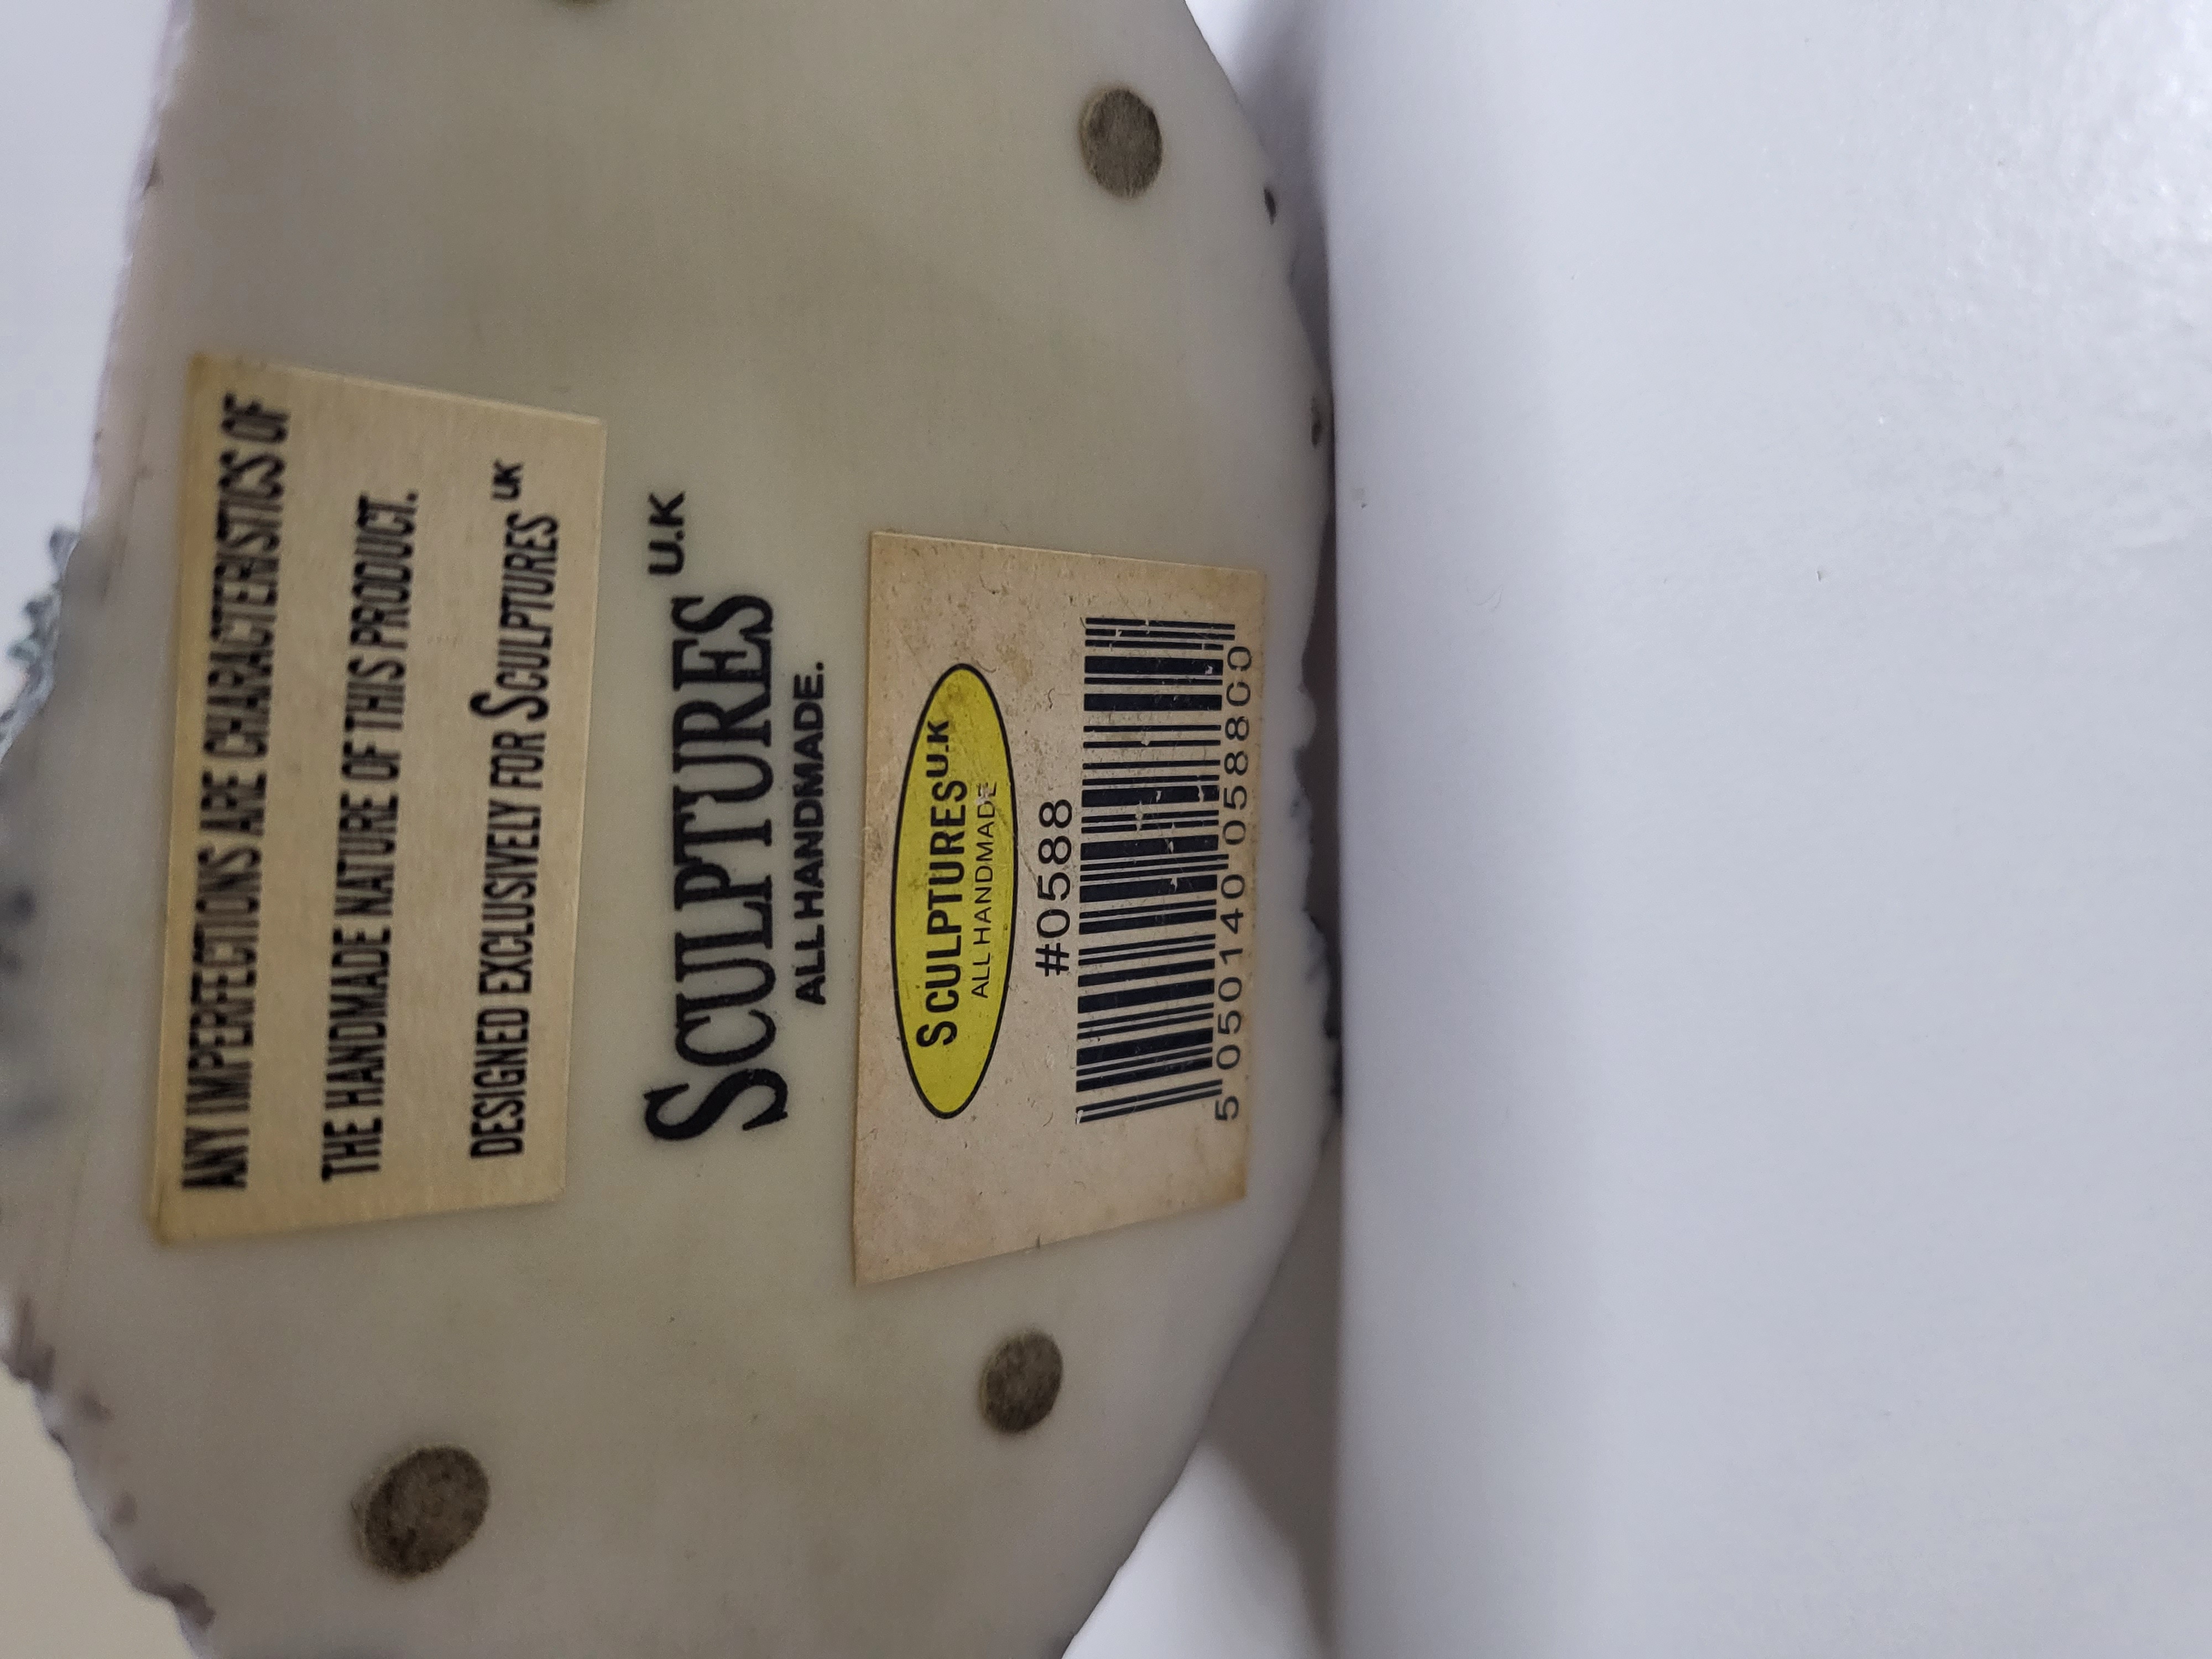 ANY IMPERFECTIONS ARE CHARACTERISTICS OF
THE HANDMADE NATURE OF THIS PRODUCT.
DESIGNED EXCLUSIVELY FOR SCULPTURES UK
SCULPTURES U.K
ALL HANDMADE.
SCULPTURES U.K
ALL HANDMADE
#0588
5 050140 058800